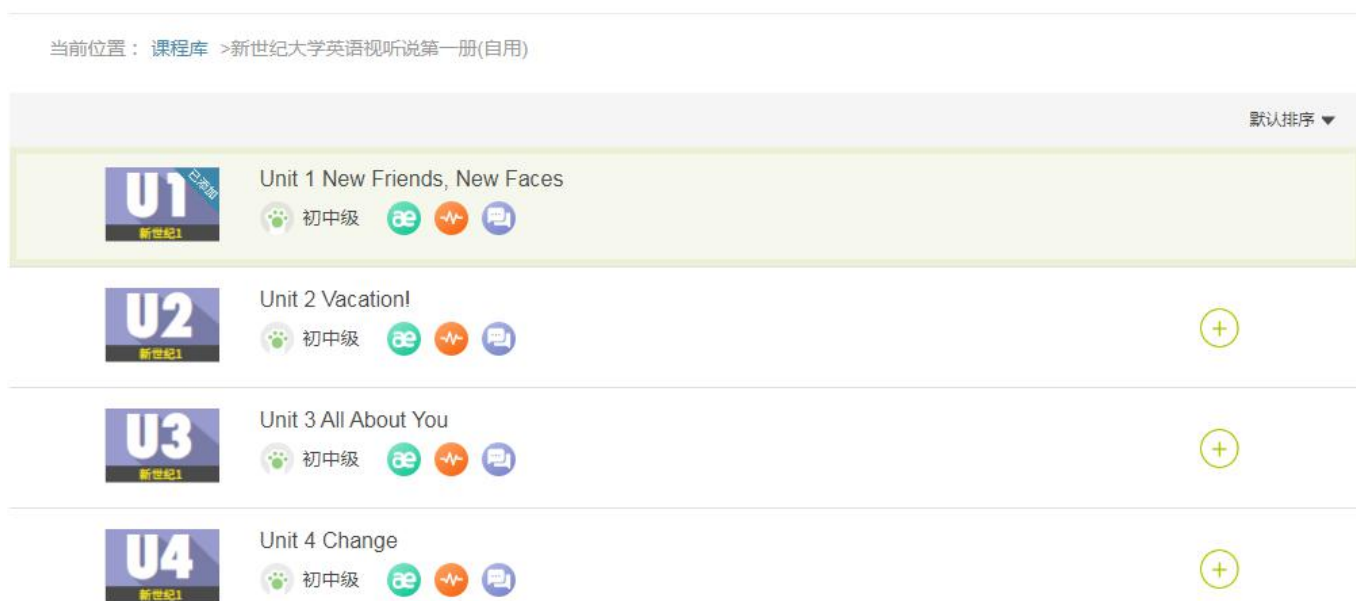 当前位置： 课程库 >新世纪大学英语视听说第一册(自用)
默认排序
U1
已添加
新世纪1
Unit 1 New Friends, New Faces
初中级
æ
U2
新世纪1
Unit 2 Vacation!
初中级
æ
U3
新世纪1
Unit 3 All About You
初中级
æ
U4
新世纪1
Unit 4 Change
初中级
æ